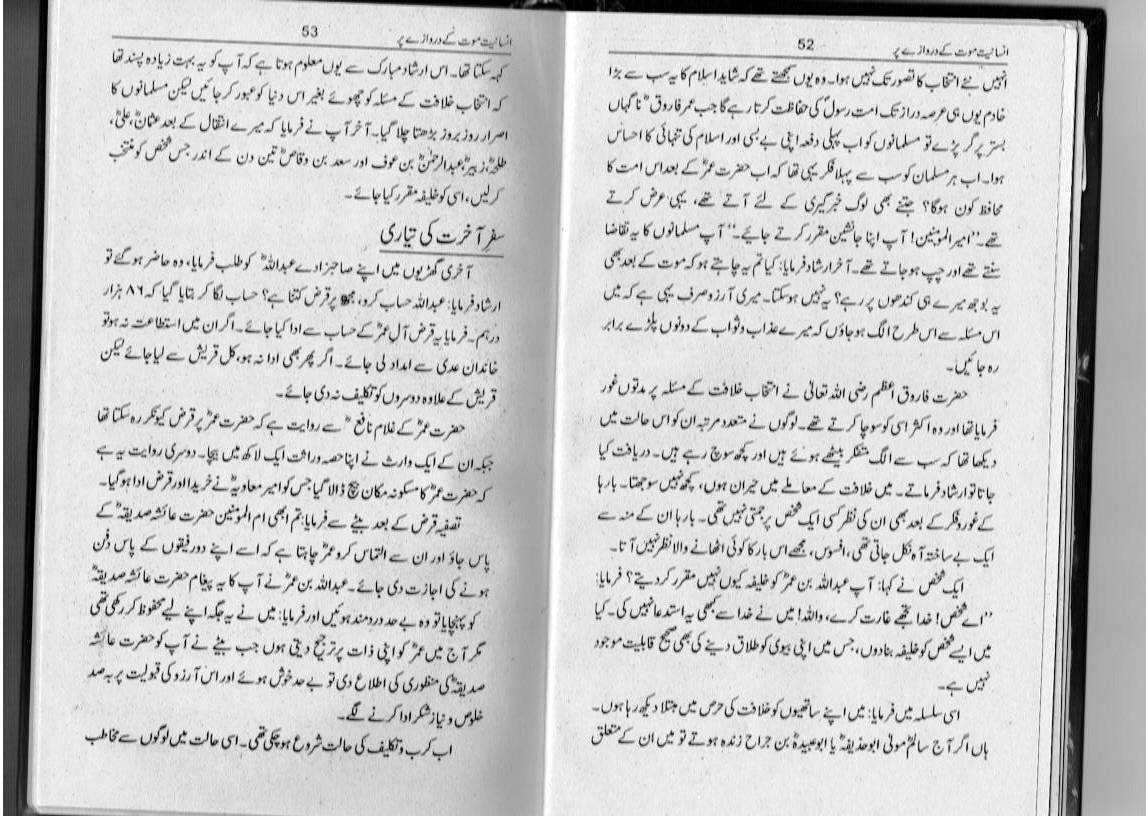 انسانیت موت کے دروازے پر
52
انہیں نئے انتخاب کا تصور تک نہیں ہوا۔ وہ یوں سمجھتے تھے کہ شاید اسلام کا یہ سب سے بڑا
خادم یوں ہی عرصہ دراز تک امت رسولؐ کی حفاظت کرتا رہے گا جب عمر فاروقؓ نا گہاں
بستر پر گر پڑے تو مسلمانوں کو اب پہلی دفعہ اپنی بے بسی اور اسلام کی تنہائی کا احساس
ہوا۔ اب ہر مسلمان کو سب سے پہلا فکر یہی تھا کہ اب حضرت عمرؓ کے بعد اس امت کا
محافظ کون ہوگا؟ جتنے بھی لوگ خبر گیری کے لئے آتے تھے، یہی عرض کرتے
تھے۔ ”امیر المومنین! آپ اپنا جانشین مقرر کرتے جائیے۔“ آپ مسلمانوں کا یہ تقاضا
سنتے تھے اور چپ ہو جاتے تھے۔ آخر ارشاد فرمایا: کیا تم یہ چاہتے ہو کہ موت کے بعد بھی
یہ بوجھ میرے ہی کندھوں پر رہے؟ یہ نہیں ہو سکتا۔ میری آرزو صرف یہی ہے کہ میں
اس مسئلہ سے اس طرح الگ ہو جاؤں کہ میرے عذاب و ثواب کے دونوں پلڑے برابر
رہ جائیں۔
حضرت فاروق اعظم رضی اللہ تعالیٰ نے انتخاب خلافت کے مسئلہ پر مدتوں غور
فرمایا تھا اور وہ اکثر اسی کو سوچا کرتے تھے۔ لوگوں نے متعدد مرتبہ ان کو اس حالت میں
دیکھا تھا کہ سب سے الگ متفکر بیٹھے ہوئے ہیں اور کچھ سوچ رہے ہیں۔ دریافت کیا
جاتا تو ارشاد فرماتے۔ میں خلافت کے معاملے میں حیران ہوں، کچھ نہیں سوجھتا۔ بارہا
کے غور و فکر کے بعد بھی ان کی نظر کسی ایک شخص پر جمتی نہیں تھی۔ بارہا ان کے منہ سے
ایک بے ساختہ آہ نکل جاتی تھی، افسوس، مجھے اس بار کا کوئی اٹھانے والا نظر نہیں آتا۔
ایک شخص نے کہا: آپ عبداللہ بن عمرؓ کو خلیفہ کیوں نہیں مقرر کر دیتے؟ فرمایا:
”اے شخص! خدا تجھے غارت کرے، واللہ! میں نے خدا سے کبھی یہ استدعا نہیں کی۔ کیا
میں ایسے شخص کو خلیفہ بنا دوں، جس میں اپنی بیوی کو طلاق دینے کی بھی صحیح قابلیت موجود
نہیں ہے۔
اسی سلسلہ میں فرمایا: میں اپنے ساتھیوں کو خلافت کی حرص میں مبتلا دیکھ رہا ہوں۔
ہاں اگر آج سالمؓ مولیٰ ابو حذیفہؓ یا ابو عبیدہؓ بن جراح زندہ ہوتے تو میں ان کے متعلق
انسانیت موت کے دروازے پر
53
کہہ سکتا تھا۔ اس ارشاد مبارک سے یوں معلوم ہوتا ہے کہ آپ کو یہ بہت زیادہ پسند تھا
کہ انتخاب خلافت کے مسئلہ کو چھوئے بغیر اس دنیا کو عبور کر جائیں لیکن مسلمانوں کا
اصرار روز بروز بڑھتا چلا گیا۔ آخر آپ نے فرمایا کہ میرے انتقال کے بعد عثمانؓ، علیؓ،
طلحہؓ، زبیرؓ، عبدالرحمٰنؓ بن عوف اور سعد بن وقاصؓ تین دن کے اندر جس شخص کو منتخب
کر لیں، اسی کو خلیفہ مقرر کیا جائے۔
سفر آخرت کی تیاری
آخری گھڑیوں میں اپنے صاحبزادے عبداللہؓ کو طلب فرمایا، وہ حاضر ہو گئے تو
ارشاد فرمایا: عبداللہ حساب کرو، مجھ پر قرض کتنا ہے؟ حساب لگا کر بتایا گیا کہ ۸۶ ہزار
درہم۔ فرمایا یہ قرض آل عمرؓ کے حساب سے ادا کیا جائے۔ اگر ان میں استطاعت نہ ہو تو
خاندان عدی سے امداد لی جائے۔ اگر پھر بھی ادا نہ ہو، کل قریش سے لیا جائے لیکن
قریش کے علاوہ دوسروں کو تکلیف نہ دی جائے۔
حضرت عمرؓ کے غلام نافعؓ سے روایت ہے کہ حضرت عمرؓ پر قرض کیونکر رہ سکتا تھا
جبکہ ان کے ایک وارث نے اپنا حصہ وراثت ایک لاکھ میں بیچا۔ دوسری روایت یہ ہے
کہ حضرت عمرؓ کا مسکونہ مکان بیچ ڈالا گیا جس کو امیر معاویہؓ نے خریدا اور قرض ادا ہو گیا۔
تصفیہ قرض کے بعد بیٹے سے فرمایا: تم ابھی ام المومنین حضرت عائشہ صدیقہؓ کے
پاس جاؤ اور ان سے التماس کرو عمرؓ چاہتا ہے کہ اسے اپنے دو رفیقوں کے پاس دفن
ہونے کی اجازت دی جائے۔ عبداللہ بن عمرؓ نے آپ کا یہ پیغام حضرت عائشہ صدیقہؓ
کو پہنچایا تو وہ بے حد دردمند ہوئیں اور فرمایا: میں نے یہ جگہ اپنے لیے محفوظ کر رکھی تھی
مگر آج میں عمرؓ کو اپنی ذات پر ترجیح دیتی ہوں جب بیٹے نے آپ کو حضرت عائشہ
صدیقہؓ کی منظوری کی اطلاع دی تو بے حد خوش ہوئے اور اس آرزو کی قبولیت پر بہ صد
خلوص و نیاز شکر ادا کرنے لگے۔
اب کرب و تکلیف کی حالت شروع ہو چکی تھی۔ اسی حالت میں لوگوں سے مخاطب